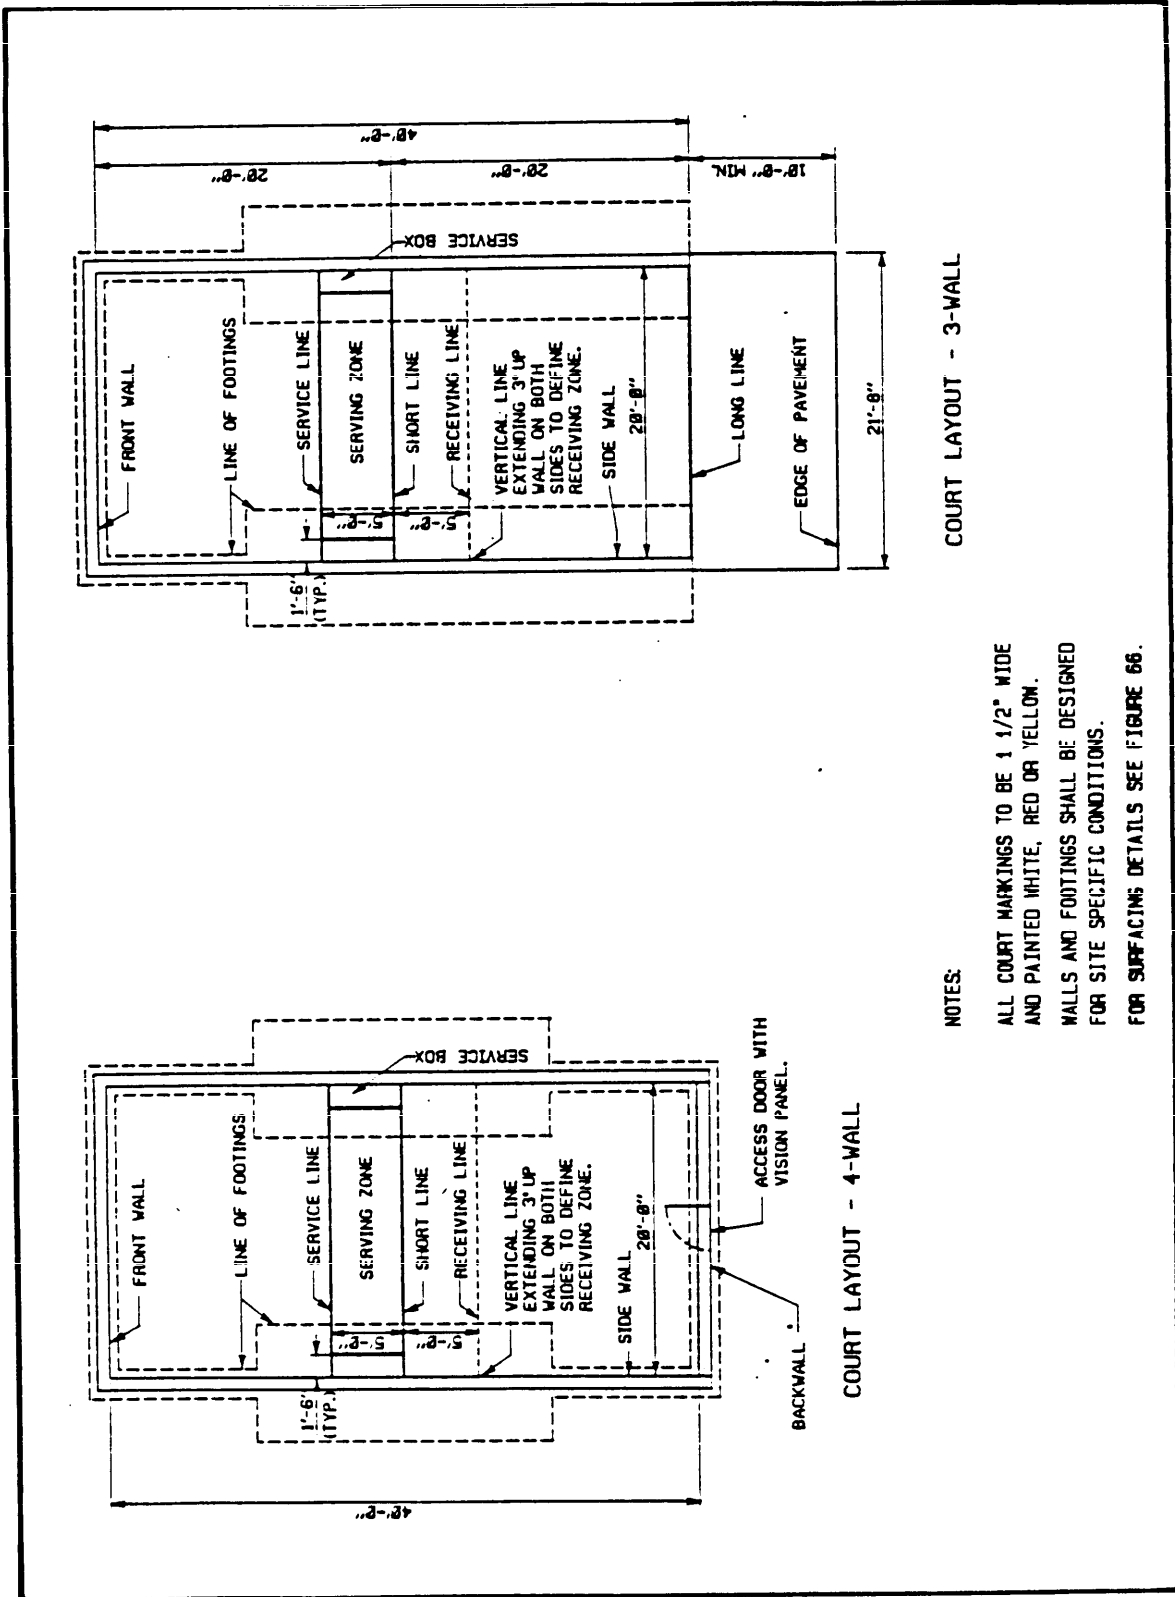 40'-0"
FRONT WALL
LINE OF FOOTINGS
1'-6"
(TYP.)
SERVICE LINE
SERVING ZONE
5'-0"
SHORT LINE
5'-0"
RECEIVING LINE
SERVICE BOX
VERTICAL LINE
EXTENDING 3' UP
WALL ON BOTH
SIDES TO DEFINE
RECEIVING ZONE.
SIDE WALL
20'-0"
BACKWALL
ACCESS DOOR WITH
VISION PANEL.
COURT LAYOUT - 4-WALL
FRONT WALL
LINE OF FOOTINGS
1'-6"
(TYP.)
SERVICE LINE
SERVING ZONE
5'-0"
SHORT LINE
5'-0"
RECEIVING LINE
SERVICE BOX
VERTICAL LINE
EXTENDING 3' UP
WALL ON BOTH
SIDES TO DEFINE
RECEIVING ZONE.
SIDE WALL
20'-0"
LONG LINE
EDGE OF PAVEMENT
21'-8"
20'-0"
20'-0"
40'-0"
10'-0" MIN.
COURT LAYOUT - 3-WALL
NOTES:
ALL COURT MARKINGS TO BE 1 1/2" WIDE
AND PAINTED WHITE, RED OR YELLOW.
WALLS AND FOOTINGS SHALL BE DESIGNED
FOR SITE SPECIFIC CONDITIONS.
FOR SURFACING DETAILS SEE FIGURE 66.